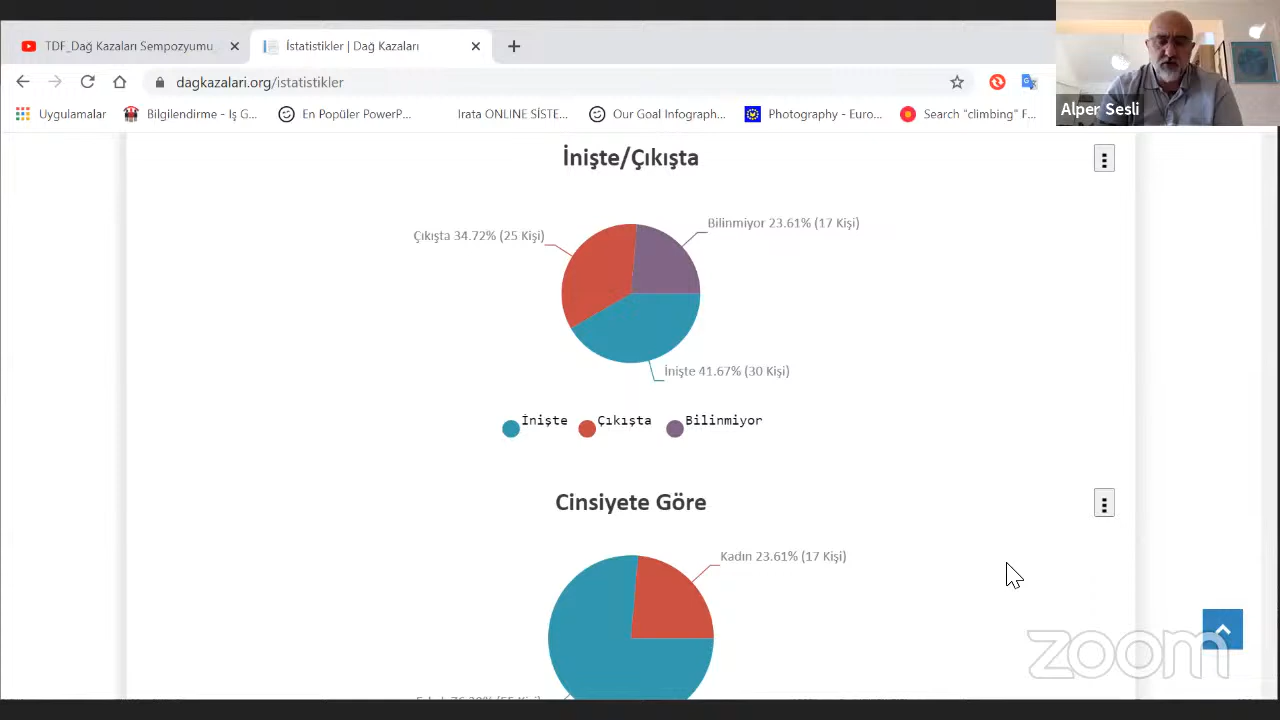 TDF_Dağ Kazaları Sempozyumu
İstatistikler | Dağ Kazaları
dagkazalari.org/istatistikler
Uygulamalar
Bilgilendirme - Iş G...
En Popüler PowerP...
Irata ONLINE SİSTE...
Our Goal Infograph...
Photography - Euro...
Search "climbing" F...
Alper Sesli
İnişte/Çıkışta
Bilinmiyor 23.61% (17 Kişi)
Çıkışta 34.72% (25 Kişi)
İnişte 41.67% (30 Kişi)
İnişte
Çıkışta
Bilinmiyor
Cinsiyete Göre
Kadın 23.61% (17 Kişi)
zoom